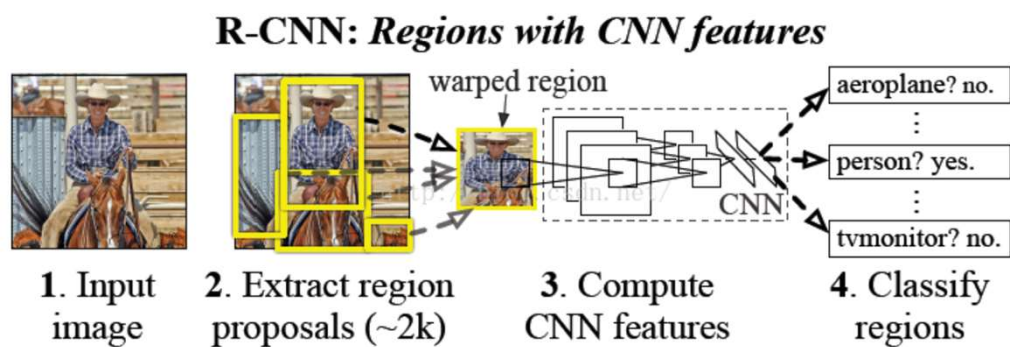 R-CNN: Regions with CNN features
warped region
aeroplane? no.
person? yes.
tvmonitor? no.
CNN
1. Input
image
2. Extract region
proposals (~2k)
3. Compute
CNN features
4. Classify
regions